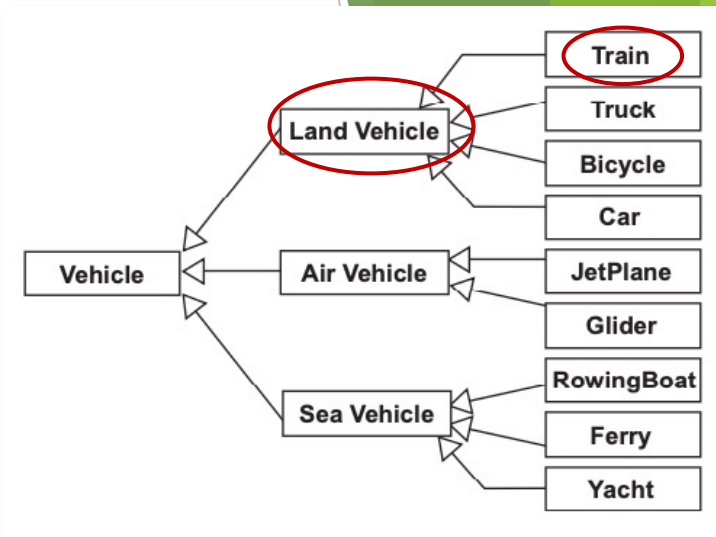 Train
Truck
Land Vehicle
Bicycle
Car
Vehicle
Air Vehicle
JetPlane
Glider
RowingBoat
Sea Vehicle
Ferry
Yacht